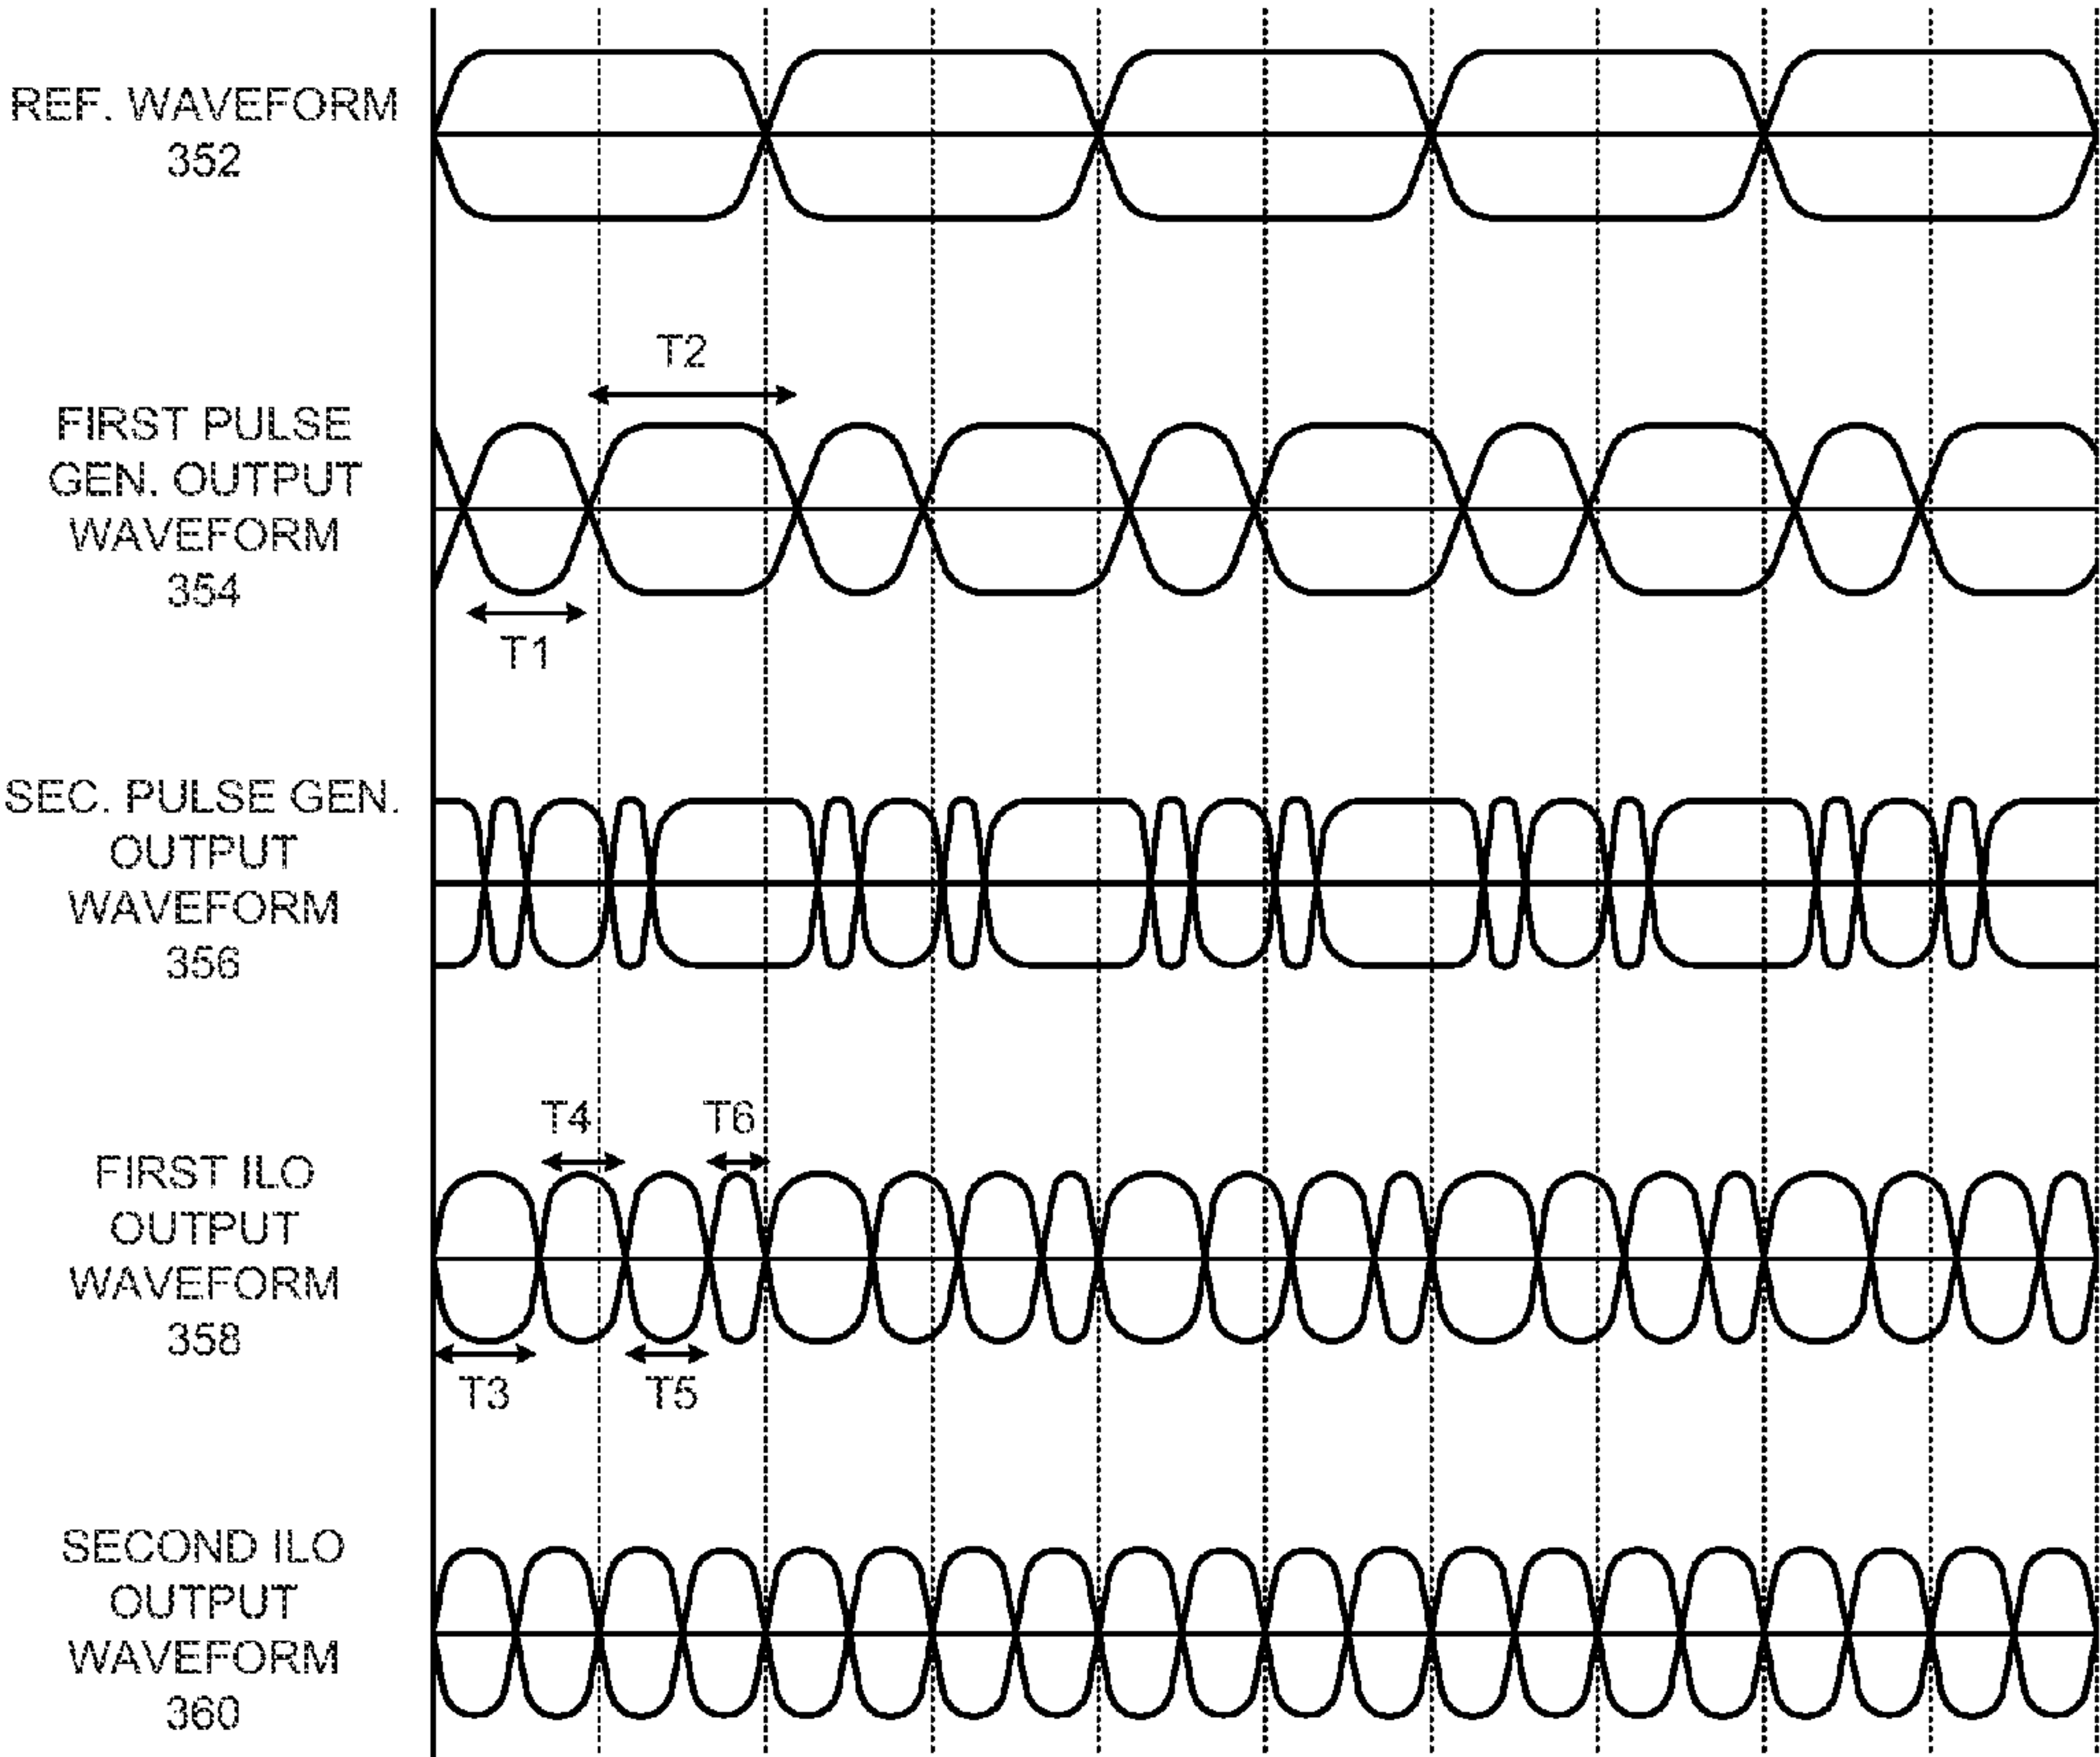 REF. WAVEFORM
352
T2
FIRST PULSE
GEN. OUTPUT
WAVEFORM
354
T1
SEC. PULSE GEN.
OUTPUT
WAVEFORM
356
T4
T6
FIRST ILO
OUTPUT
WAVEFORM
358
T3
T5
SECOND ILO
OUTPUT
WAVEFORM
360